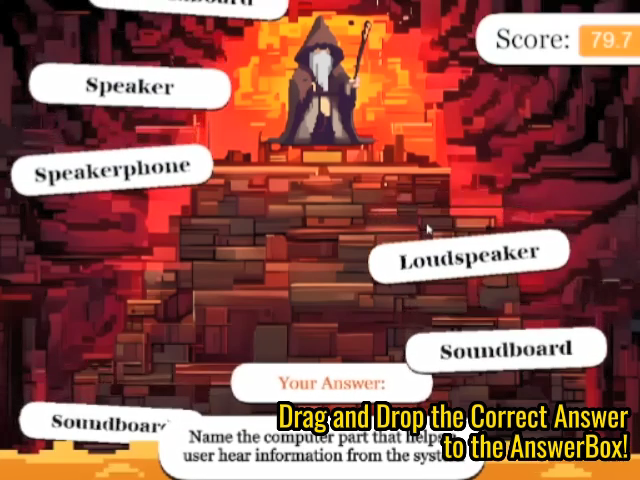 Score: 79.7
Speaker
Speakerphone
Loudspeaker
Soundboard
Your Answer:
Soundboard
Drag and Drop the Correct Answer
to the AnswerBox!
Name the computer part that helps
user hear information from the